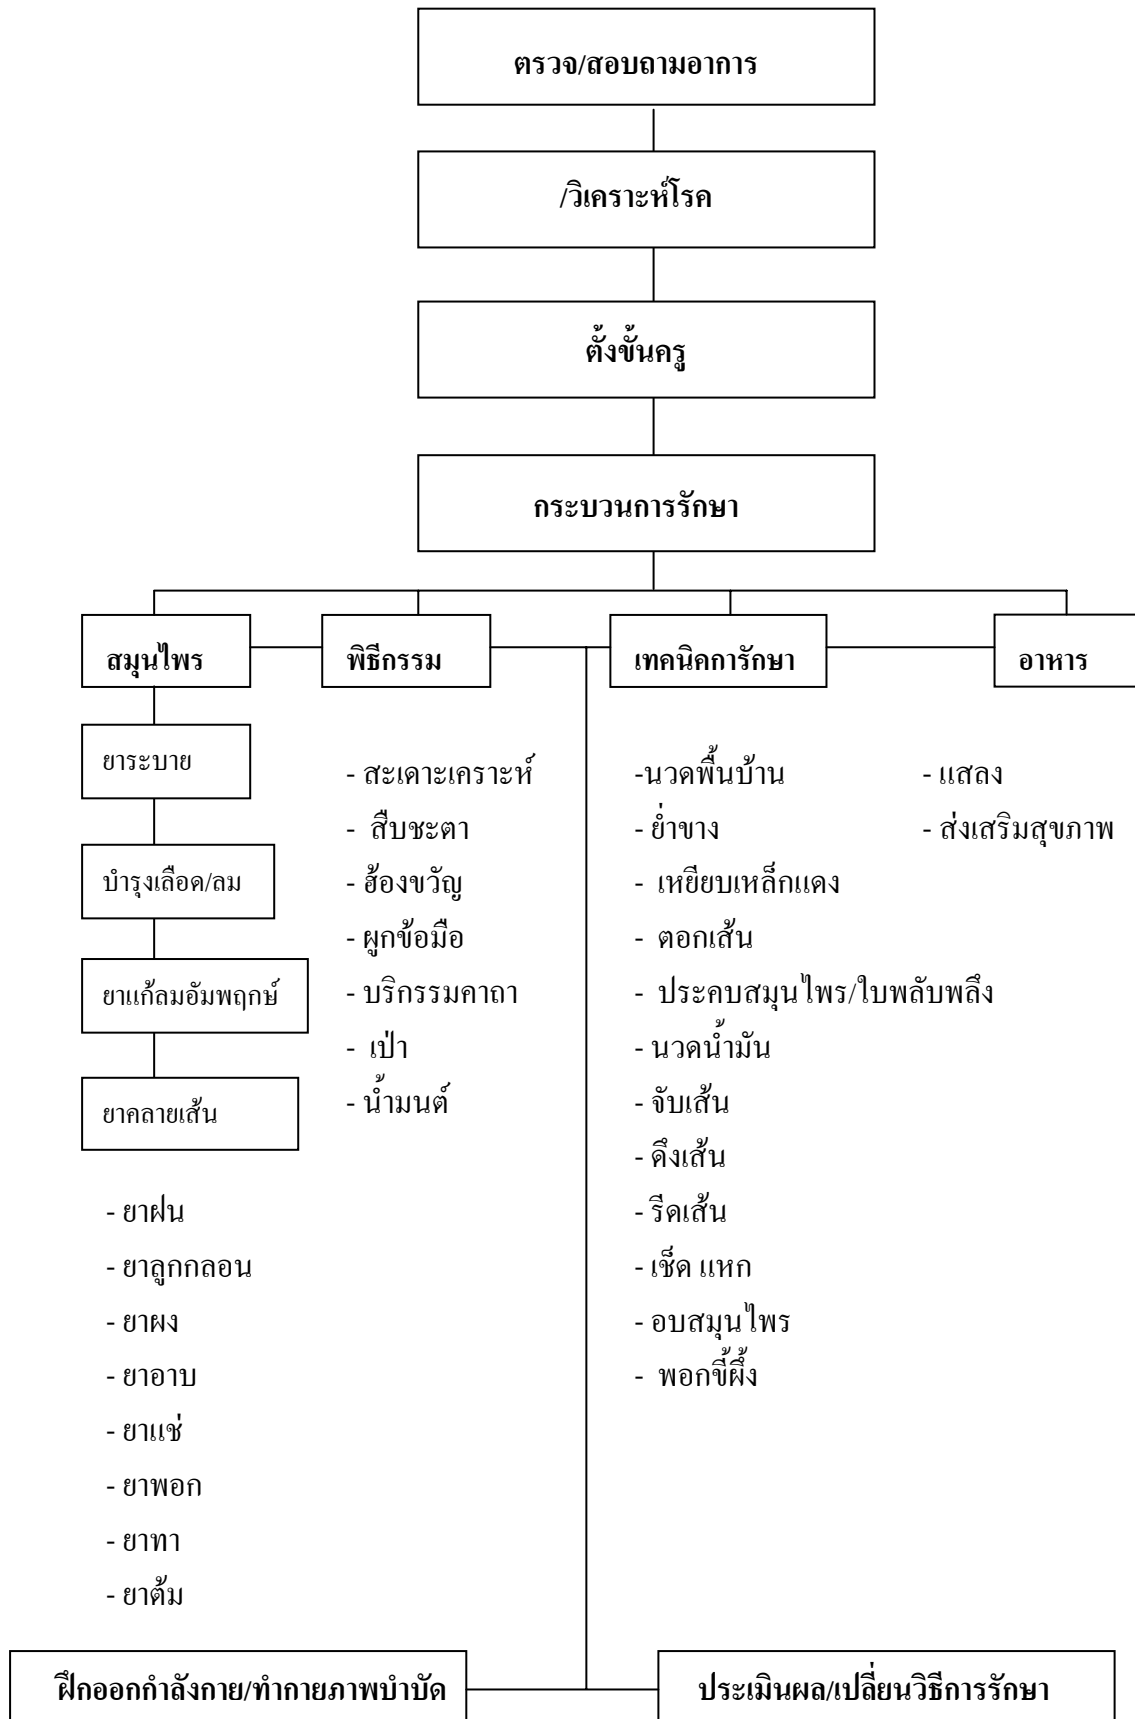 ตรวจ/สอบถามอาการ
/วิเคราะห์โรค
ตั้งขั้นครู
กระบวนการรักษา
สมุนไพร
พิธีกรรม
เทคนิคการักษา
อาหาร
ยาระบาย
บำรุงเลือด/ลม
ยาแก้ลมอัมพฤกษ์
ยาคลายเส้น
- ยาฝน
- ยาลูกกลอน
- ยาผง
- ยาอาบ
- ยาแช่
- ยาพอก
- ยาทา
- ยาต้ม
- สะเดาะเคราะห์
- สืบชะตา
- ฮ้องขวัญ
- ผูกข้อมือ
- บริกรรมคาถา
- เป่า
- น้ำมนต์
-นวดพื้นบ้าน
- ย่ำขาง
- เหยียบเหล็กแดง
- ตอกเส้น
- ประคบสมุนไพร/ใบพลับพลึง
- นวดน้ำมัน
- จับเส้น
- ดึงเส้น
- รีดเส้น
- เช็ด แหก
- อบสมุนไพร
- พอกขี้ผึ้ง
- แสลง
- ส่งเสริมสุขภาพ
ฝึกออกกำลังกาย/ทำกายภาพบำบัด
ประเมินผล/เปลี่ยนวิธีการรักษา